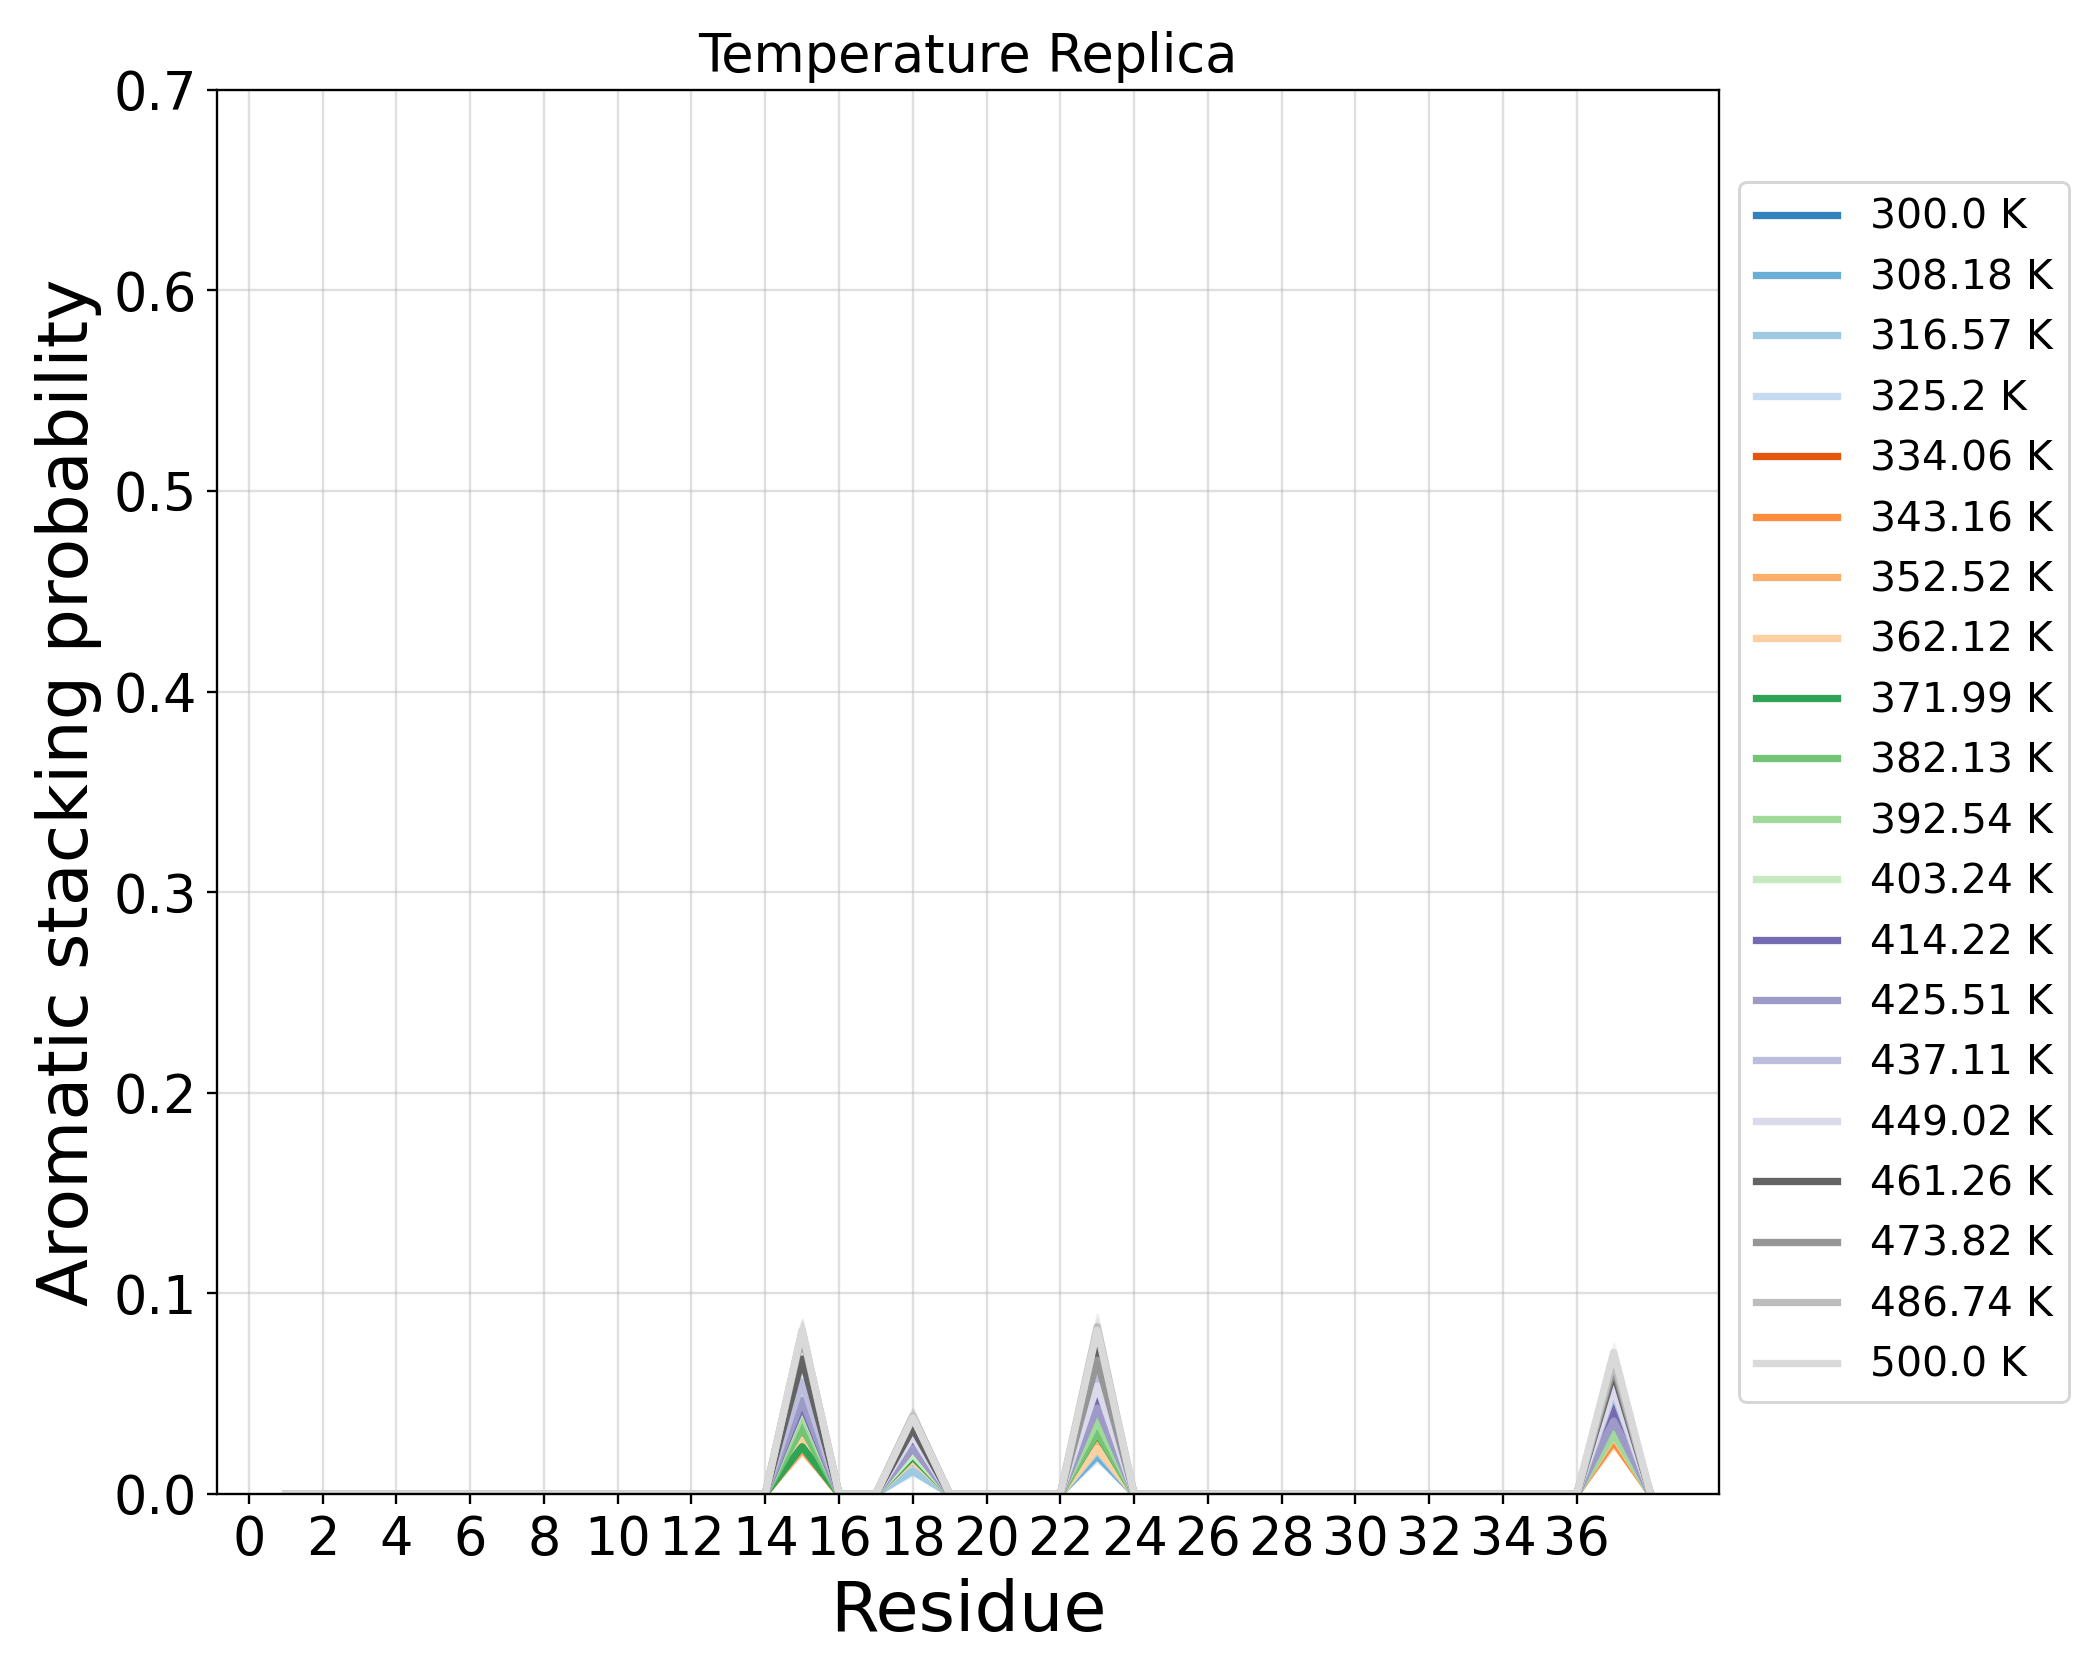 Temperature Replica
Aromatic stacking probability
0.7
0.6
0.5
0.4
0.3
0.2
0.1
0.0
0 2 4 6 8 10 12 14 16 18 20 22 24 26 28 30 32 34 36
Residue
300.0 K
308.18 K
316.57 K
325.2 K
334.06 K
343.16 K
352.52 K
362.12 K
371.99 K
382.13 K
392.54 K
403.24 K
414.22 K
425.51 K
437.11 K
449.02 K
461.26 K
473.82 K
486.74 K
500.0 K